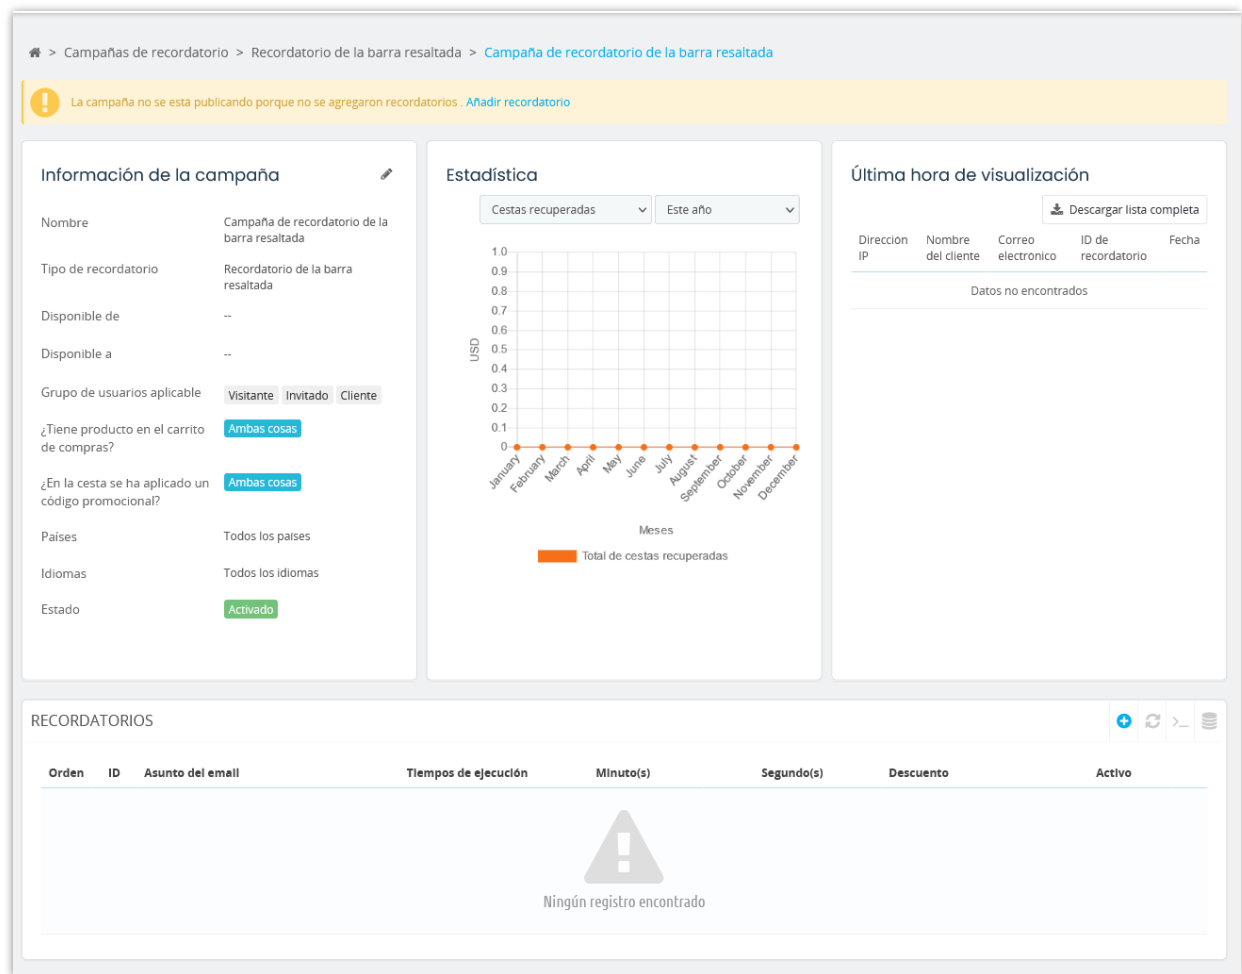 > Campañas de recordatorio > Recordatorio de la barra resaltada > Campaña de recordatorio de la barra resaltada
La campaña no se esta publicando porque no se agregaron recordatorios . Añadir recordatorio
Información de la campaña
Nombre
Campaña de recordatorio de la
barra resaltada
Tipo de recordatorio
Recordatorio de la barra
resaltada
Disponible de
--
Disponible a
--
Grupo de usuarios aplicable
Visitante Invitado Cliente
¿Tiene producto en el carrito
de compras?
Ambas cosas
¿En la cesta se ha aplicado un
código promocional?
Ambas cosas
Países
Todos los países
Idiomas
Todos los idiomas
Estado
Activado
Estadística
Cestas recuperadas
Este año
1.0
0.9
0.8
0.7
0.6
0.5
0.4
0.3
0.2
0.1
0
USD
January
February
March
April
May
June
July
August
September
October
November
December
Meses
Total de cestas recuperadas
Última hora de visualización
Descargar lista completa
Dirección
IP
Nombre
del cliente
Correo
electrónico
ID de
recordatorio
Fecha
Datos no encontrados
RECORDATORIOS
Orden ID Asunto del email Tiempos de ejecución Minuto(s) Segundo(s) Descuento Activo
Ningún registro encontrado